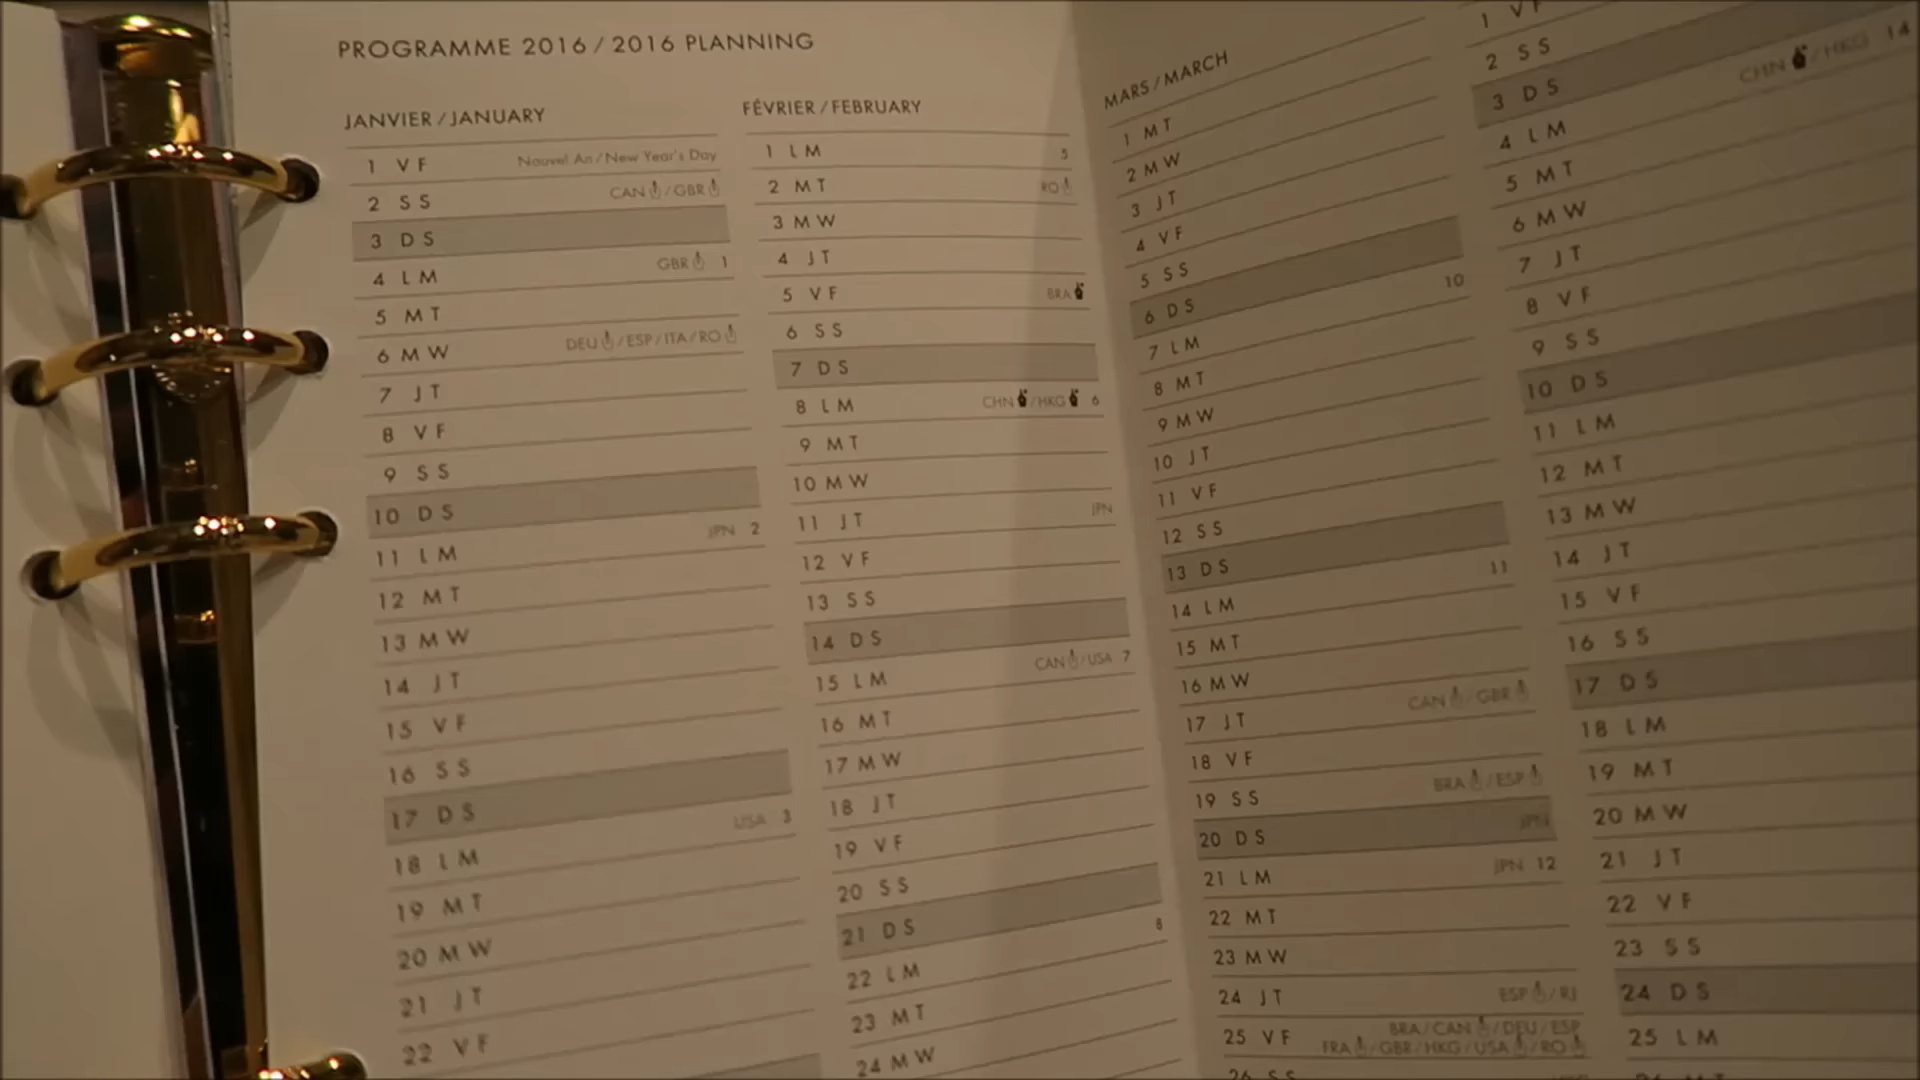 PROGRAMME 2016 / 2016 PLANNING
JANVIER / JANUARY
1 V F Nouvel An / New Year's Day
2 S S CAN / GBR
3 D S
4 L M GBR 1
5 M T
6 M W DEU / ESP / ITA / RO
7 J T
8 V F
9 S S
10 D S
11 L M JPN 2
12 M T
13 M W
14 J T
15 V F
16 S S
17 D S
18 L M USA 3
19 M T
20 M W
21 J T
22 V F
FÉVRIER / FEBRUARY
1 L M 5
2 M T RO
3 M W
4 J T
5 V F BRA
6 S S
7 D S
8 L M CHN / HKG 6
9 M T
10 M W
11 J T JPN
12 V F
13 S S
14 D S
15 L M CAN / USA 7
16 M T
17 M W
18 J T
19 V F
20 S S
21 D S
22 L M 8
23 M T
24 M W
MARS / MARCH
1 M T
2 M W
3 J T
4 V F
5 S S
6 D S
7 L M 10
8 M T
9 M W
10 J T
11 V F
12 S S
13 D S
14 L M 11
15 M T
16 M W
17 J T CAN / GBR
18 V F
19 S S BRA / ESP
20 D S JPN
21 L M JPN 12
22 M T
23 M W
24 J T ESP / RJ
25 V F BRA / CAN / DEU / ESP
FRA / GBR / HKG / USA / RO
26 S S
1 V F
2 S S
3 D S
4 L M CHN / HKG 14
5 M T
6 M W
7 J T
8 V F
9 S S
10 D S
11 L M
12 M T
13 M W
14 J T
15 V F
16 S S
17 D S
18 L M
19 M T
20 M W
21 J T
22 V F
23 S S
24 D S
25 L M